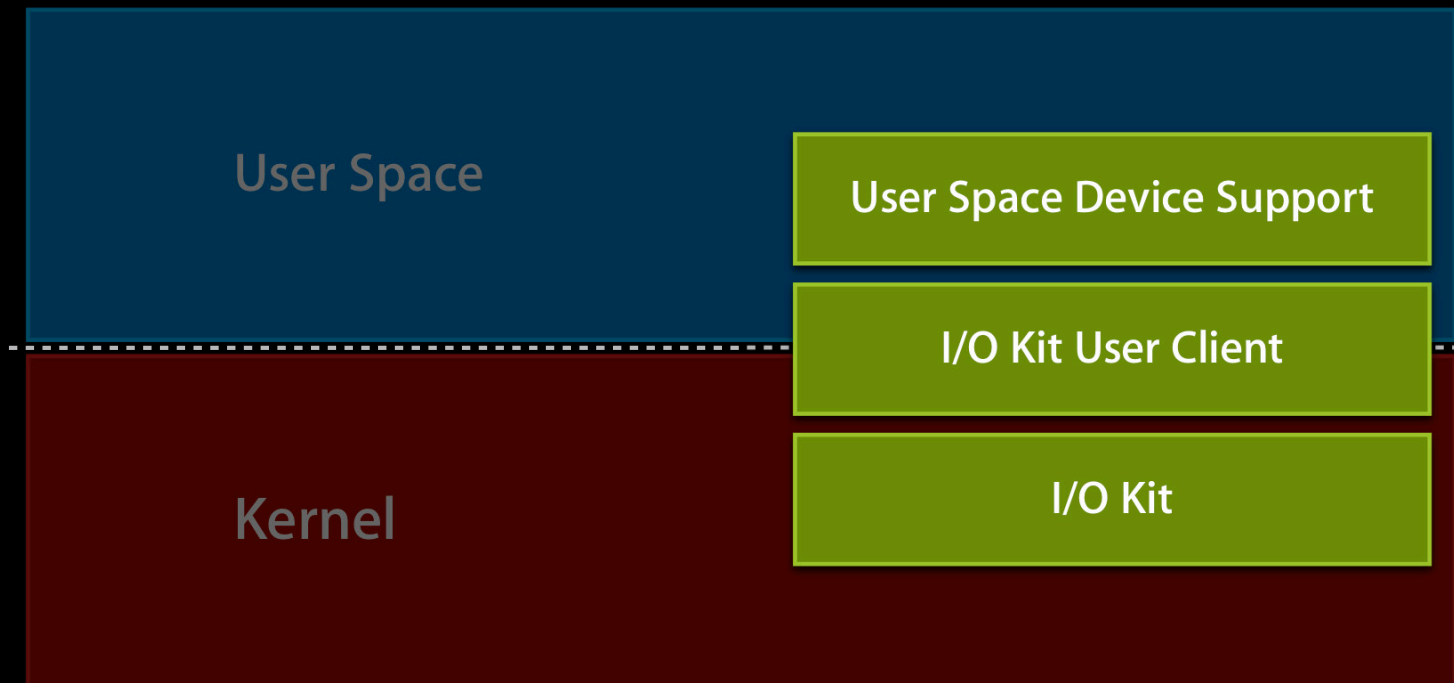 User Space
User Space Device Support
I/O Kit User Client
Kernel
I/O Kit